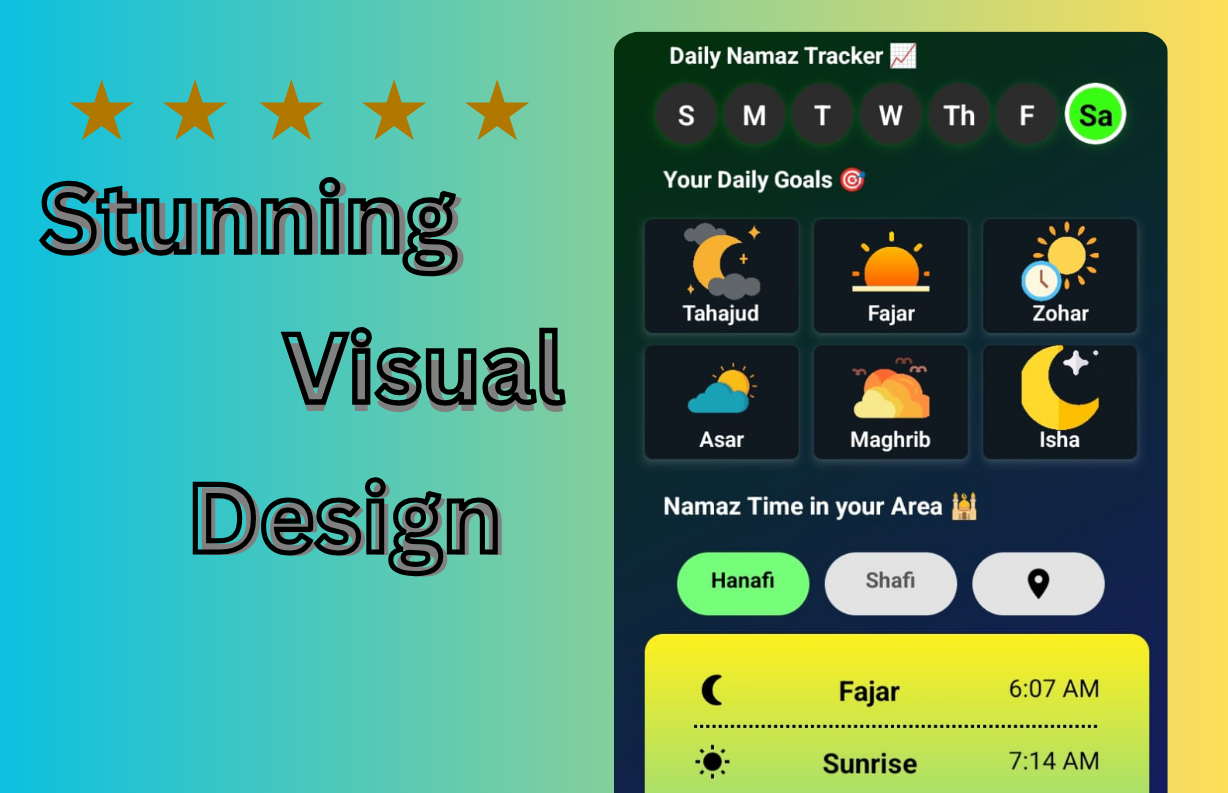 Stunning
Visual
Design
Daily Namaz Tracker 📈
S M T W Th F Sa
Your Daily Goals 🎯
Tahajud Fajar Zohar
Asar Maghrib Isha
Namaz Time in your Area 🕌
Hanafi Shafi
Fajar 6:07 AM
Sunrise 7:14 AM